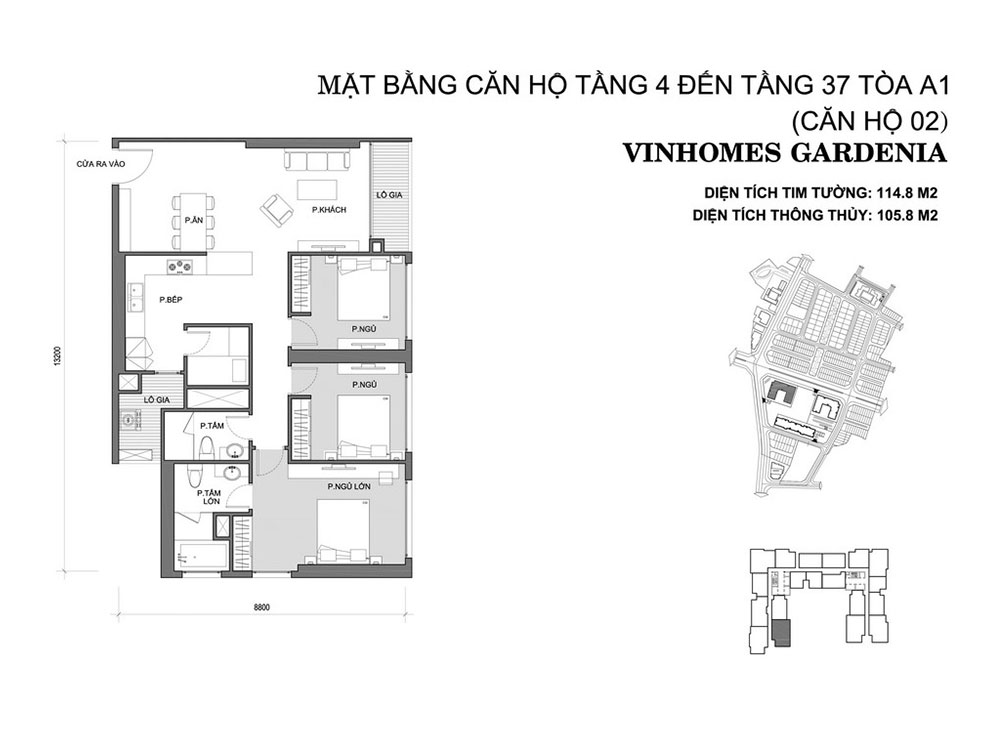 MẶT BẰNG CĂN HỘ TẦNG 4 ĐẾN TẦNG 37 TÒA A1
(CĂN HỘ 02)
VINHOMES GARDENIA
DIỆN TÍCH TIM TƯỜNG: 114.8 M2
DIỆN TÍCH THÔNG THỦY: 105.8 M2
CỬA RA VÀO
P.ĂN
P.KHÁCH
LÔ GIA
P.BẾP
P.NGỦ
P.NGỦ
LÔ GIA
P.TẮM
P.TẮM
LỚN
P.NGỦ LỚN
13200
8800